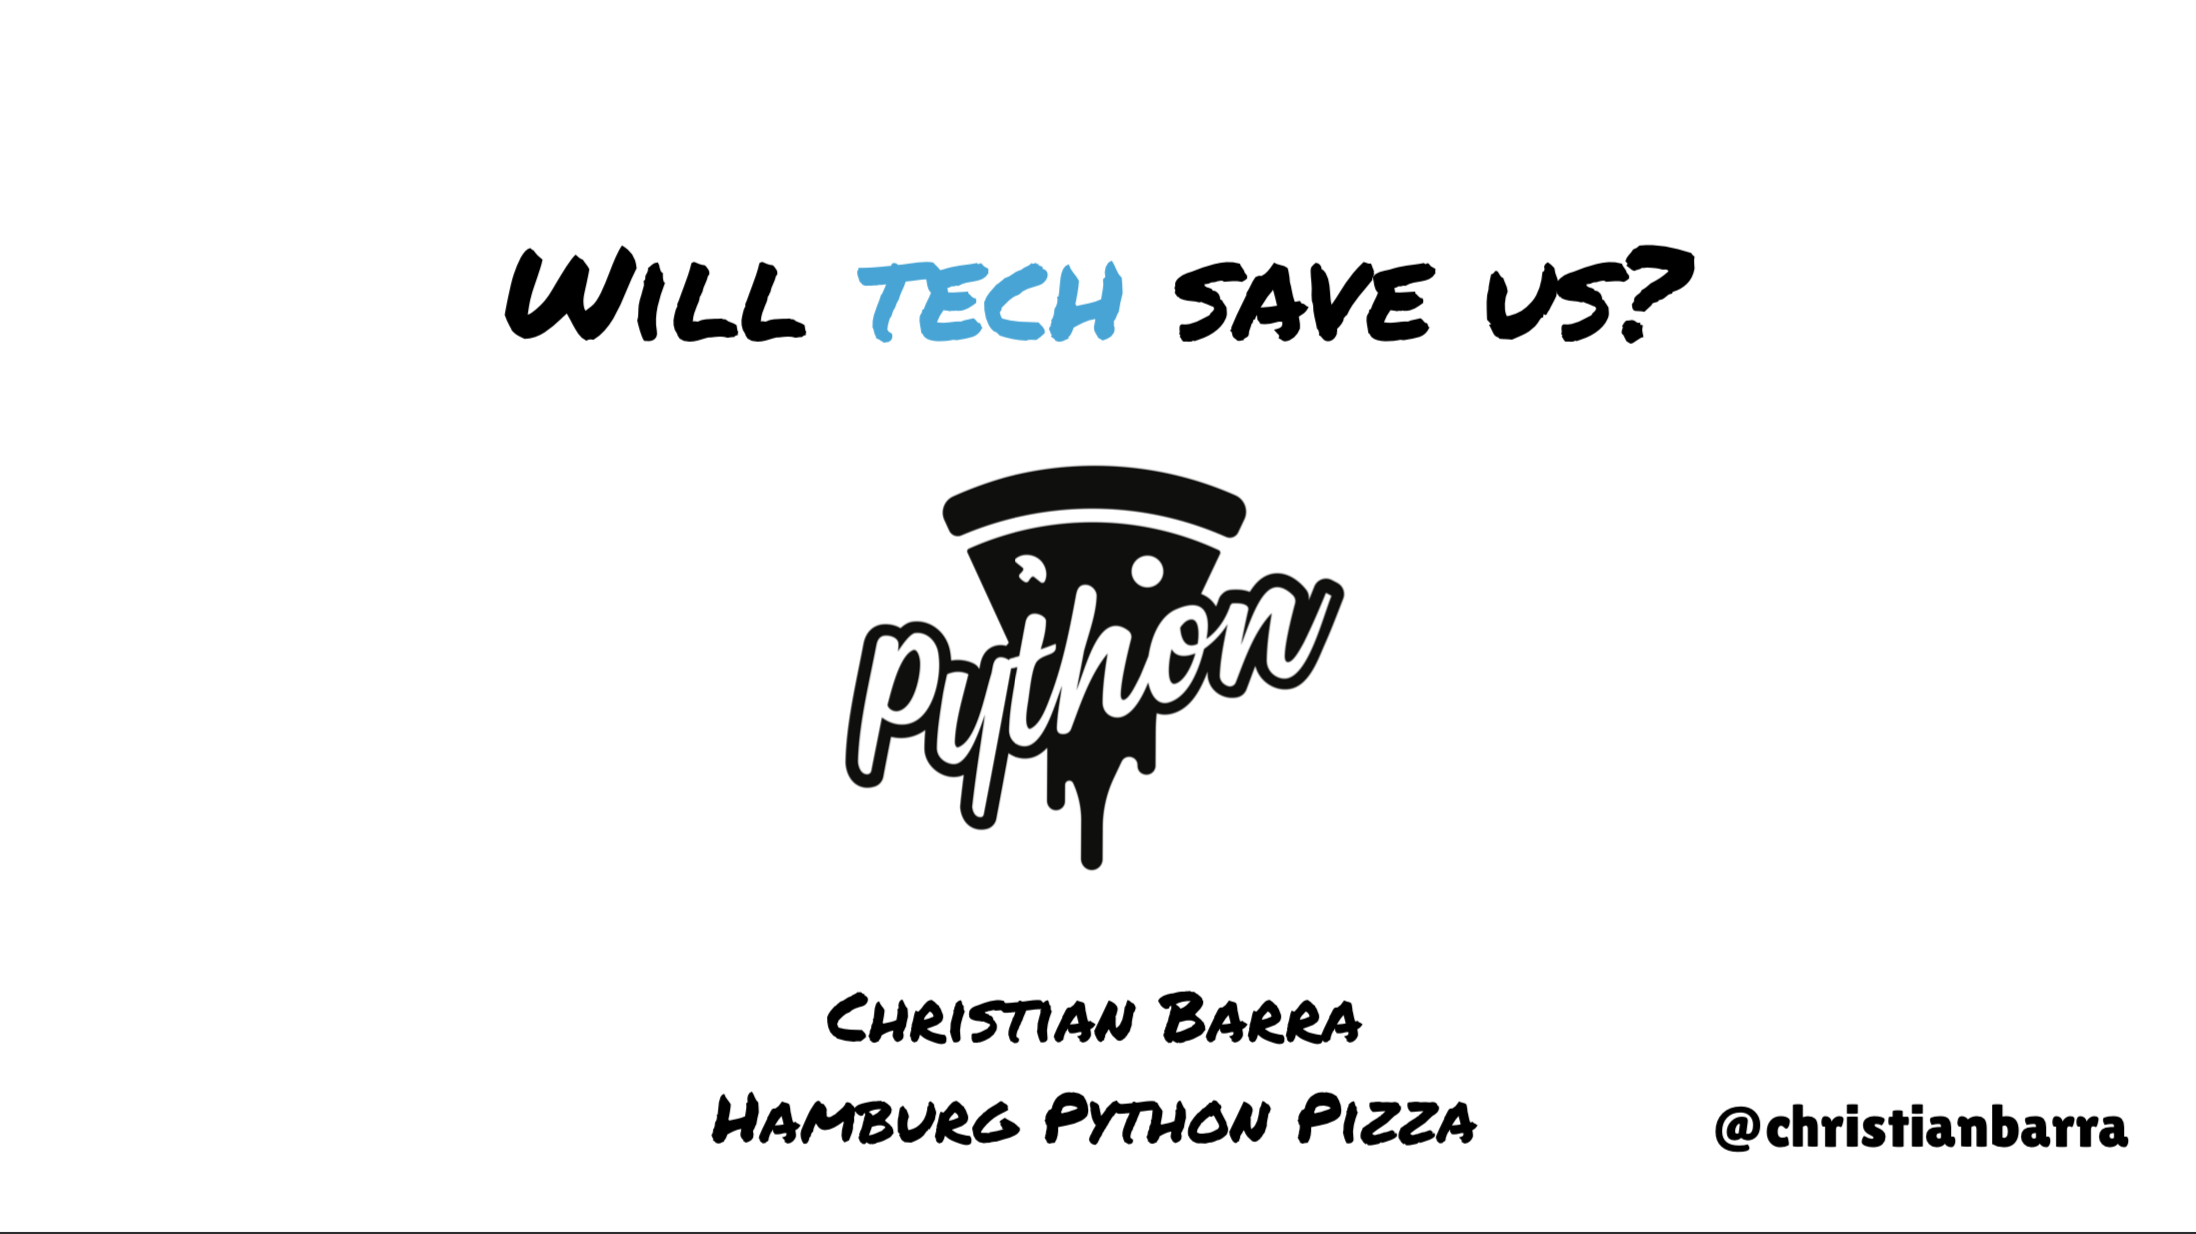 Will tech save us?
Python
Christian Barra
Hamburg Python Pizza
@christianbarra